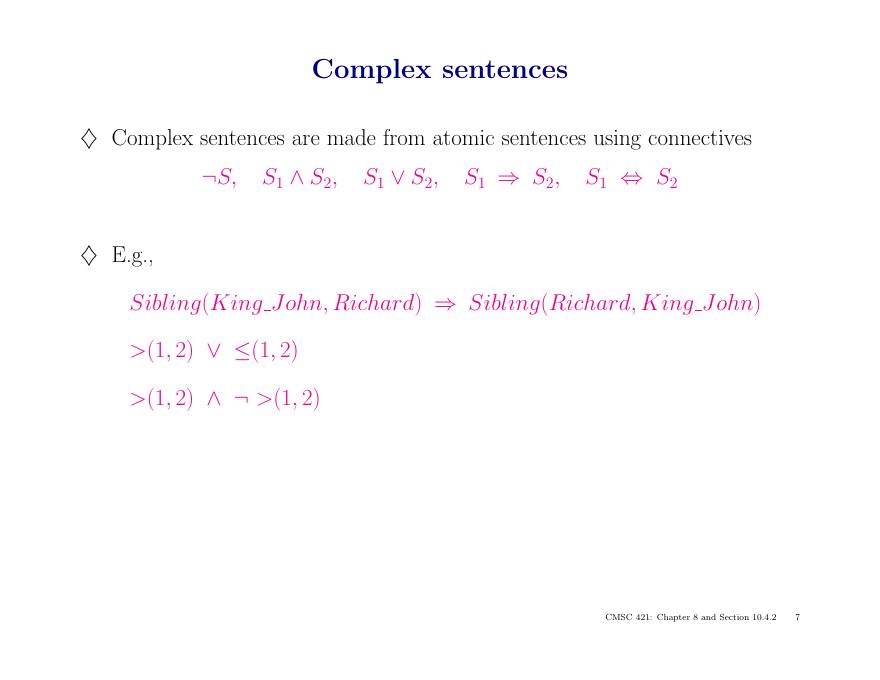 Complex sentences
♢ Complex sentences are made from atomic sentences using connectives
¬S, S₁ ∧ S₂, S₁ ∨ S₂, S₁ ⇒ S₂, S₁ ⇔ S₂
♢ E.g.,
Sibling(King_John, Richard) ⇒ Sibling(Richard, King_John)
>(1, 2) ∨ ≤(1, 2)
>(1, 2) ∧ ¬ >(1, 2)
CMSC 421: Chapter 8 and Section 10.4.2 7